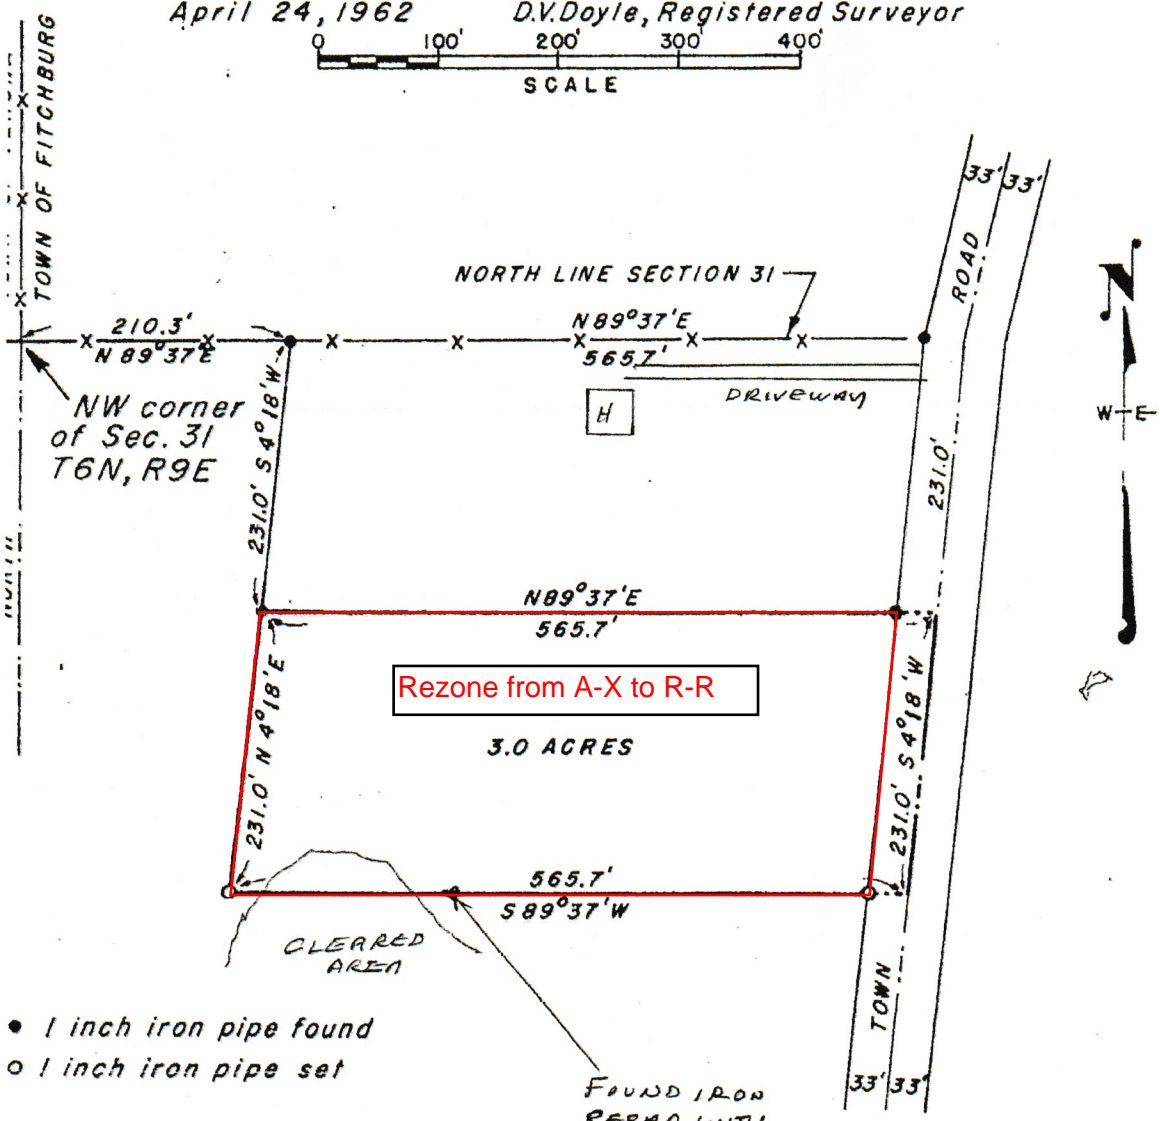 April 24, 1962 D.V. Doyle, Registered Surveyor
0 100' 200' 300' 400'
SCALE
TOWN OF FITCHBURG
33' 33'
ROAD
NORTH LINE SECTION 31
210.3'
N 89°37'E
N 89°37'E
565.7'
DRIVEWAY
H
W E
NW corner
of Sec. 31
T6N, R9E
231.0' S 4°18'W
231.0'
NORTH
N89°37'E
565.7'
Rezone from A-X to R-R
3.0 ACRES
231.0' N 4°18'E
231.0' S 4°18'W
565.7'
S 89°37'W
CLEARED
AREA
TOWN
1 inch iron pipe found
1 inch iron pipe set
33' 33'
FOUND IRON